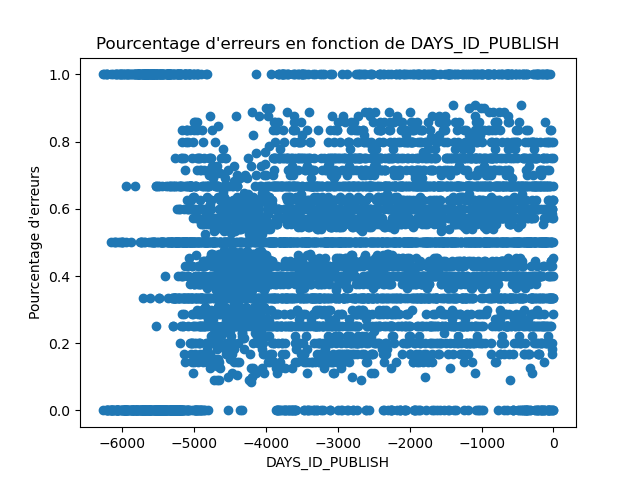 Pourcentage d'erreurs en fonction de DAYS_ID_PUBLISH
1.0
0.8
0.6
0.4
0.2
0.0
Pourcentage d'erreurs
−6000 −5000 −4000 −3000 −2000 −1000 0
DAYS_ID_PUBLISH